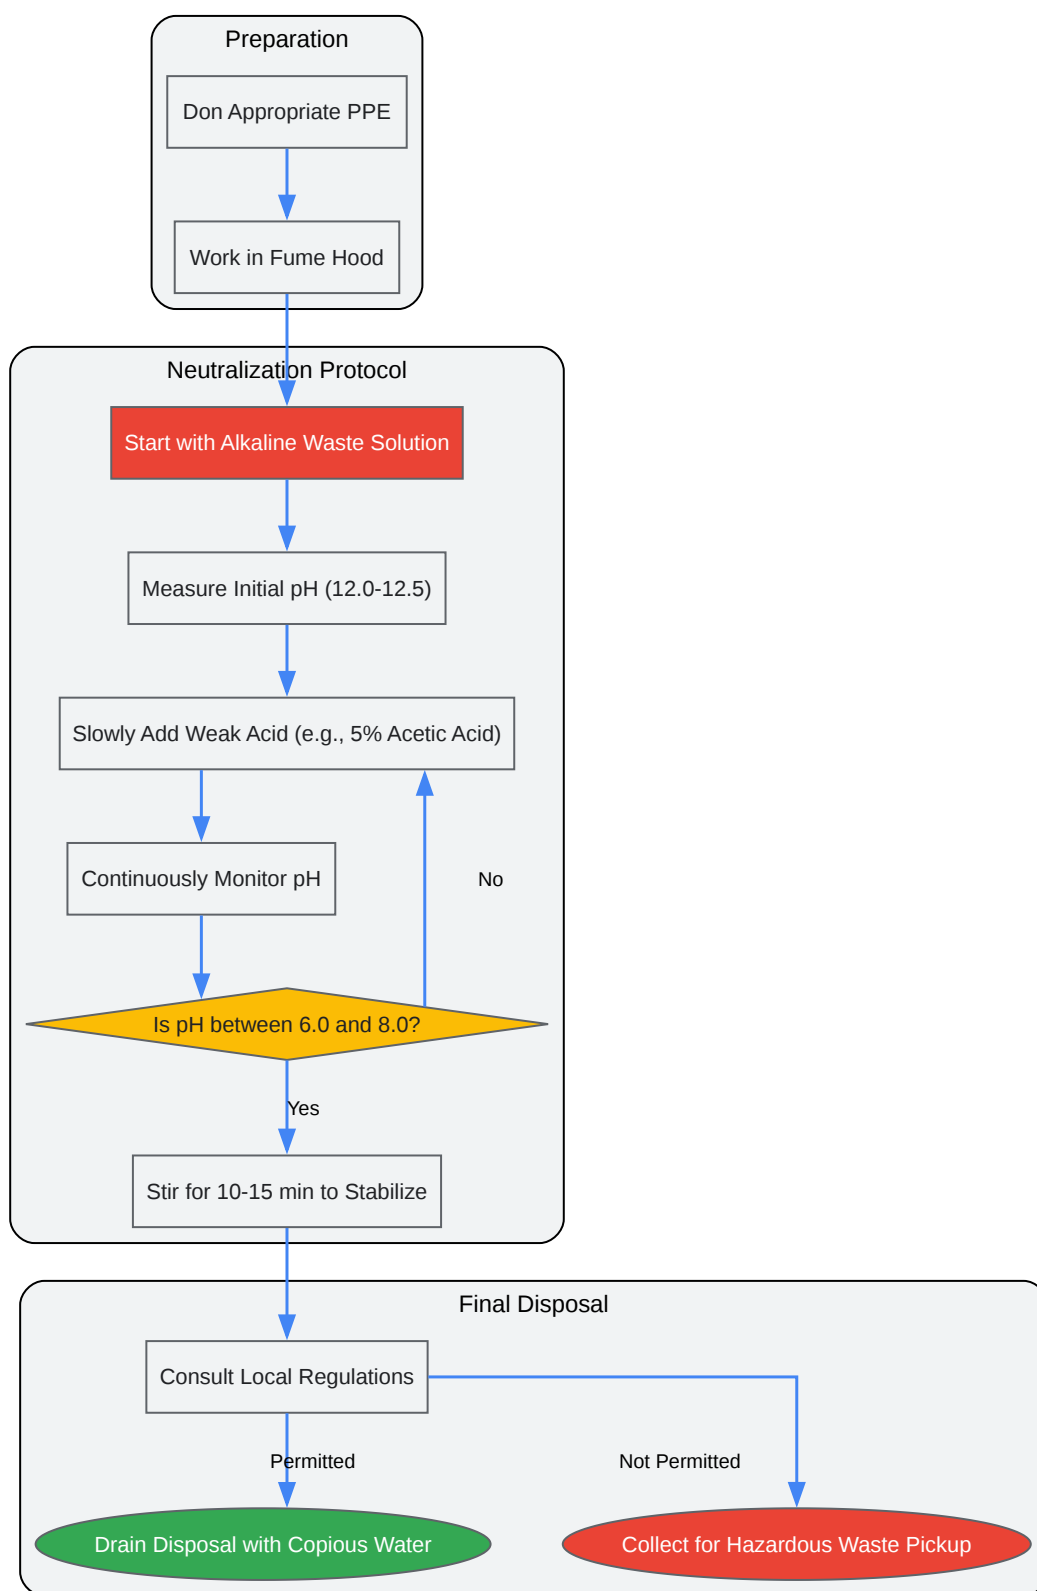 Preparation
Don Appropriate PPE
Work in Fume Hood
Neutralization Protocol
Start with Alkaline Waste Solution
Measure Initial pH (12.0-12.5)
Slowly Add Weak Acid (e.g., 5% Acetic Acid)
Continuously Monitor pH
No
Is pH between 6.0 and 8.0?
Yes
Stir for 10-15 min to Stabilize
Final Disposal
Consult Local Regulations
Permitted
Not Permitted
Drain Disposal with Copious Water
Collect for Hazardous Waste Pickup